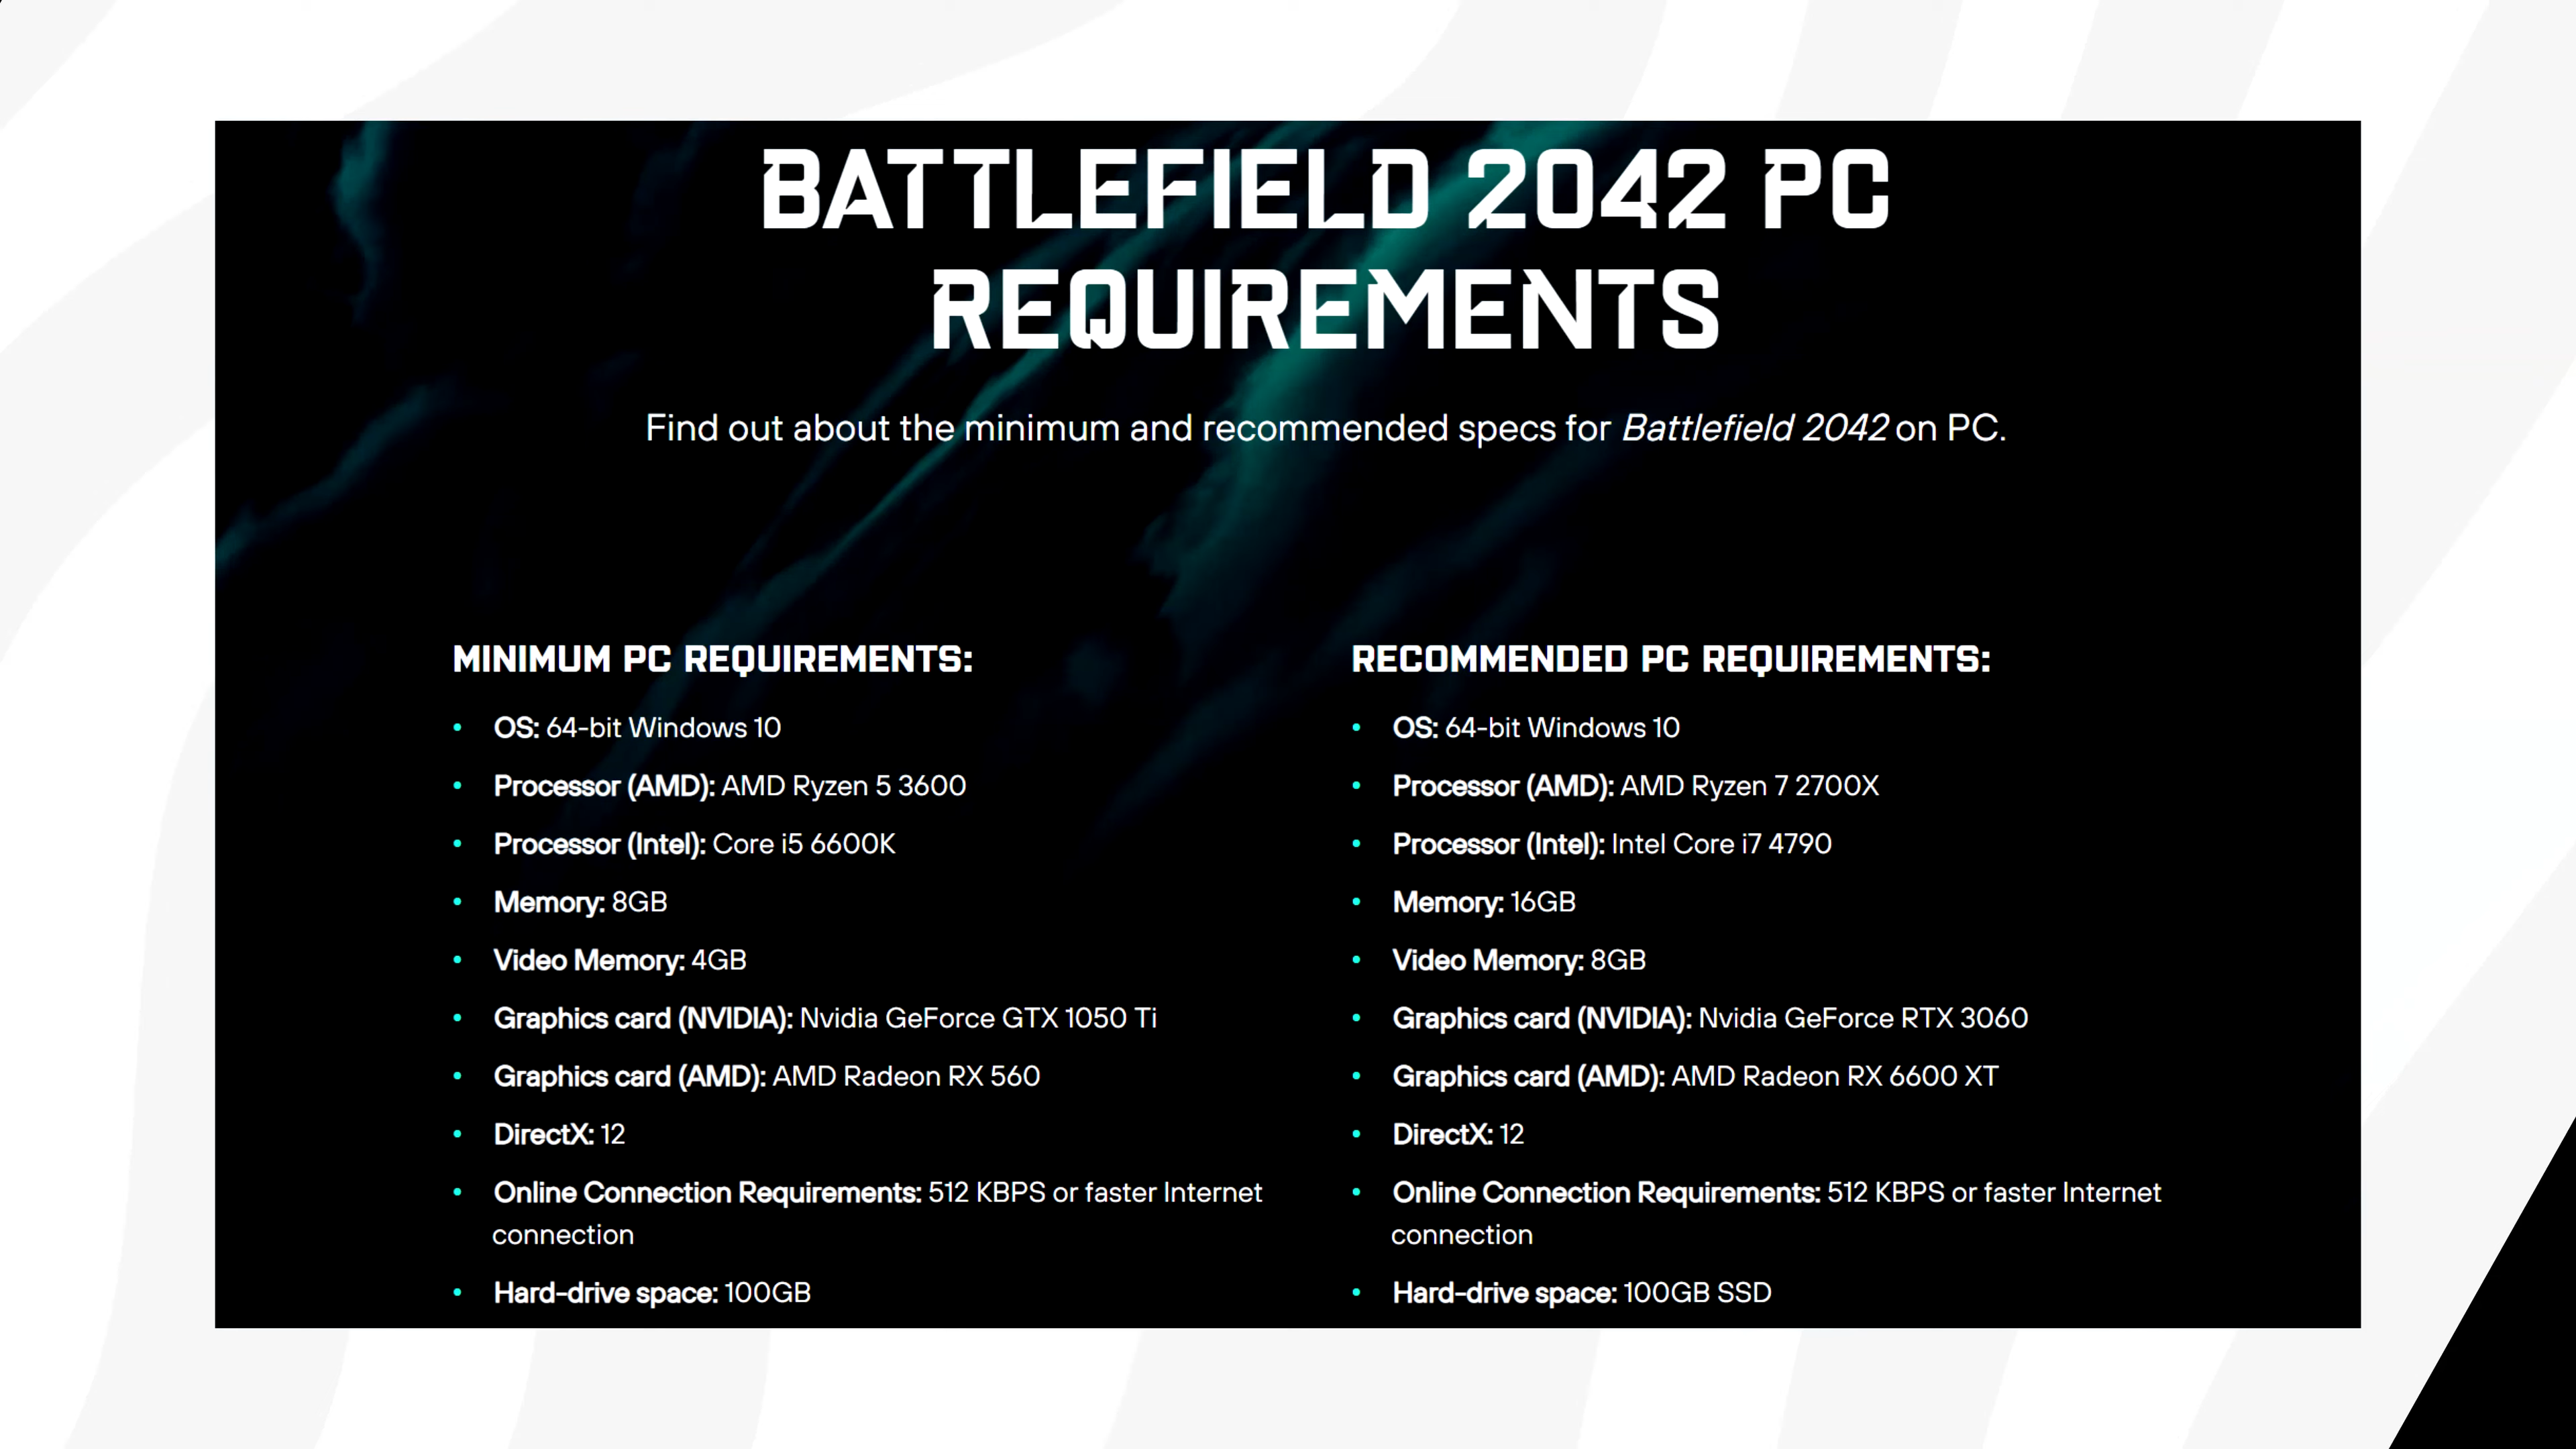 BATTLEFIELD 2042 PC
REQUIREMENTS
Find out about the minimum and recommended specs for Battlefield 2042 on PC.
MINIMUM PC REQUIREMENTS:
• OS: 64-bit Windows 10
• Processor (AMD): AMD Ryzen 5 3600
• Processor (Intel): Core i5 6600K
• Memory: 8GB
• Video Memory: 4GB
• Graphics card (NVIDIA): Nvidia GeForce GTX 1050 Ti
• Graphics card (AMD): AMD Radeon RX 560
• DirectX: 12
• Online Connection Requirements: 512 KBPS or faster Internet
connection
• Hard-drive space: 100GB
RECOMMENDED PC REQUIREMENTS:
• OS: 64-bit Windows 10
• Processor (AMD): AMD Ryzen 7 2700X
• Processor (Intel): Intel Core i7 4790
• Memory: 16GB
• Video Memory: 8GB
• Graphics card (NVIDIA): Nvidia GeForce RTX 3060
• Graphics card (AMD): AMD Radeon RX 6600 XT
• DirectX: 12
• Online Connection Requirements: 512 KBPS or faster Internet
connection
• Hard-drive space: 100GB SSD